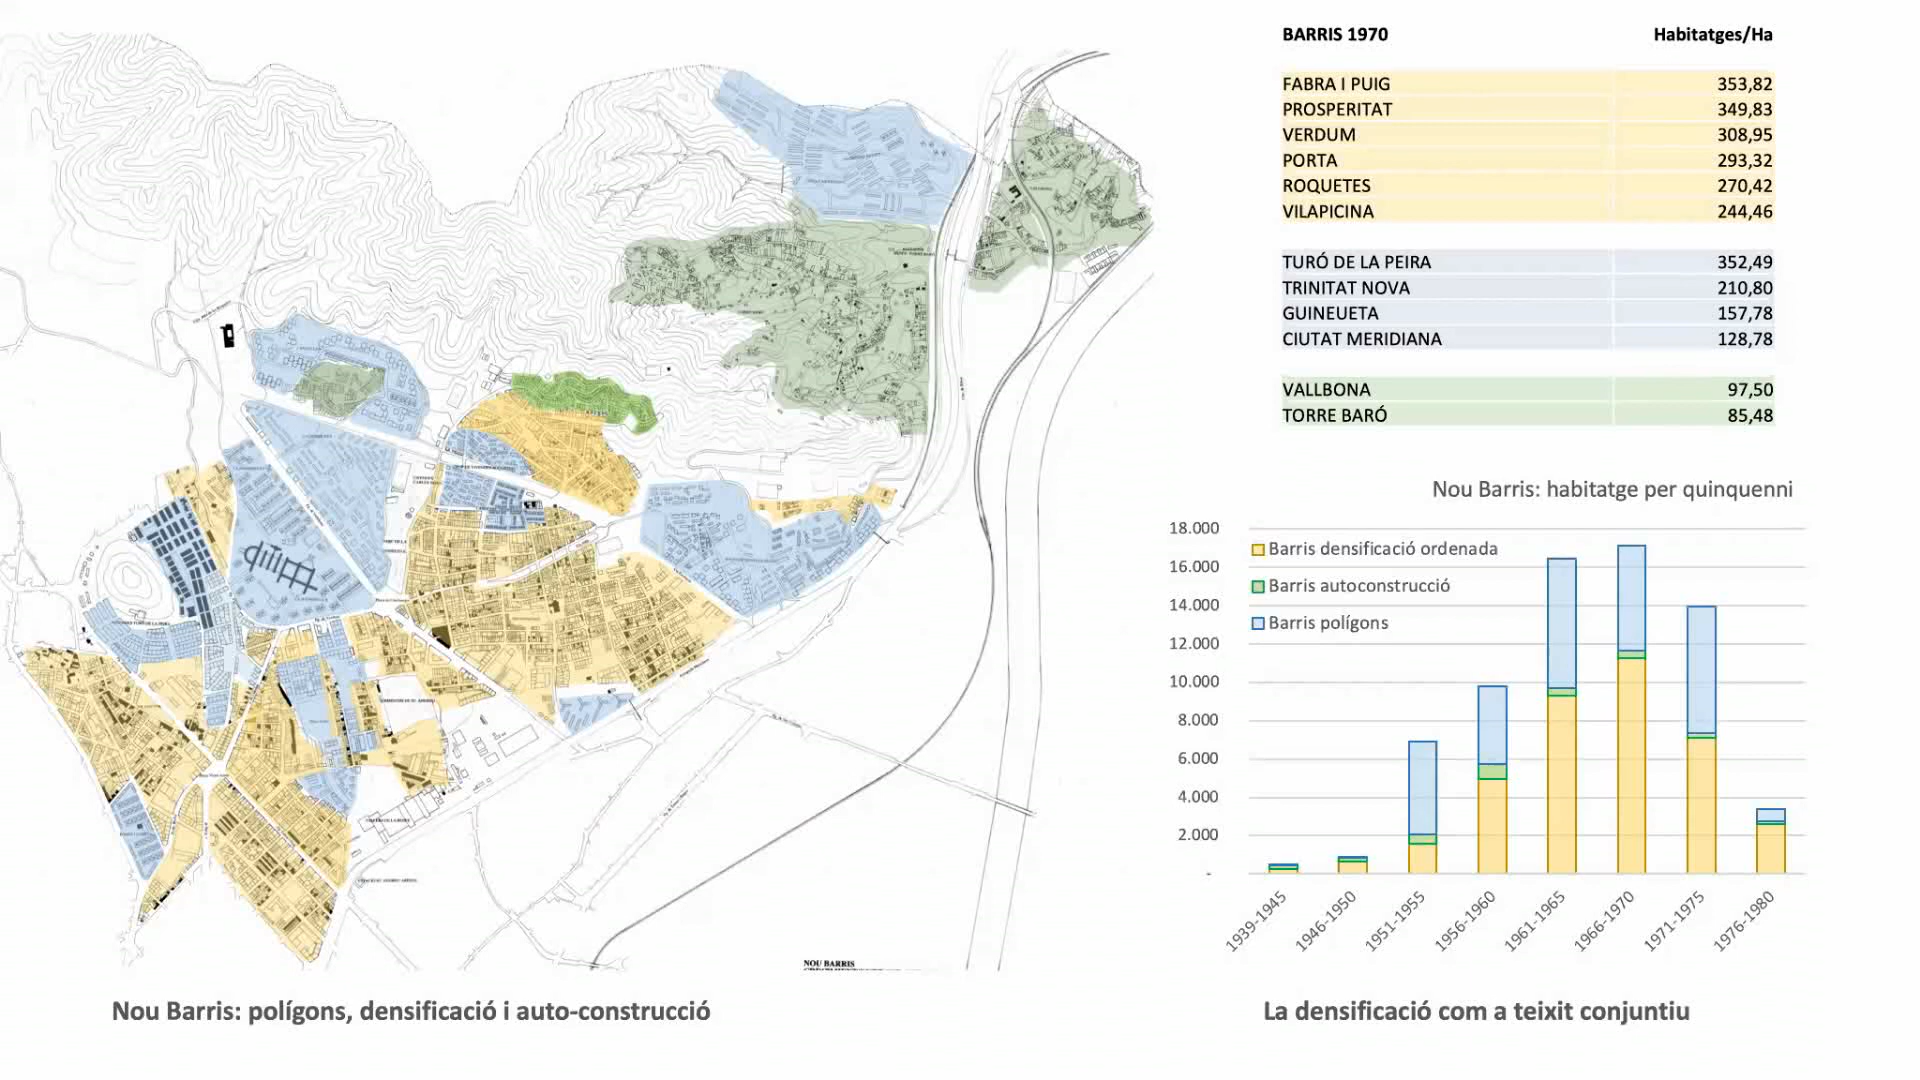 BARRIS 1970 Habitatges/Ha
FABRA I PUIG 353,82
PROSPERITAT 349,83
VERDUM 308,95
PORTA 293,32
ROQUETES 270,42
VILAPICINA 244,46
TURÓ DE LA PEIRA 352,49
TRINITAT NOVA 210,80
GUINEUETA 157,78
CIUTAT MERIDIANA 128,78
VALLBONA 97,50
TORRE BARÓ 85,48
Nou Barris: habitatge per quinquenni
18.000
16.000
14.000
12.000
10.000
8.000
6.000
4.000
2.000
-
Barris densificació ordenada
Barris autoconstrucció
Barris polígons
1939-1945
1946-1950
1951-1955
1956-1960
1961-1965
1966-1970
1971-1975
1976-1980
NOU BARRIS
Nou Barris: polígons, densificació i auto-construcció
La densificació com a teixit conjuntiu